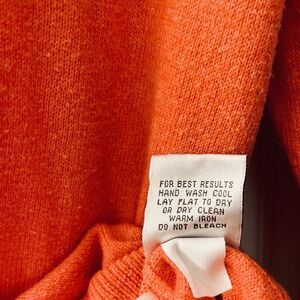 FOR BEST RESULTS
HAND WASH COOL
LAY FLAT TO DRY
OR DRY CLEAN
WARM IRON
DO NOT BLEACH